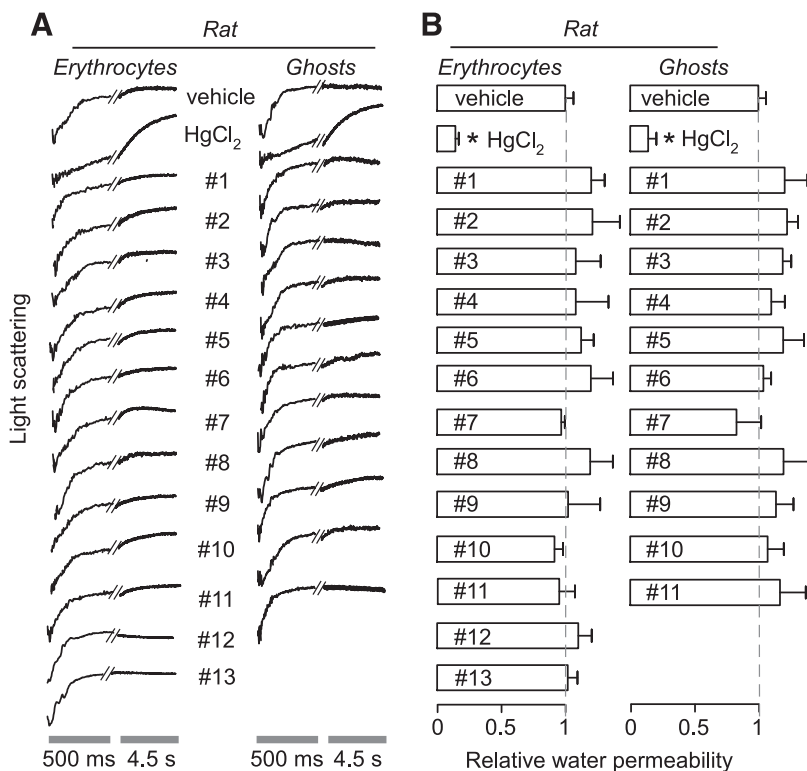 A
Rat
Erythrocytes
Ghosts
vehicle
HgCl2
#1
#2
#3
#4
#5
#6
#7
#8
#9
#10
#11
#12
#13
Light scattering
500 ms
4.5 s
500 ms
4.5 s
B
Rat
Erythrocytes
Ghosts
vehicle
vehicle
* HgCl2
* HgCl2
#1
#1
#2
#2
#3
#3
#4
#4
#5
#5
#6
#6
#7
#7
#8
#8
#9
#9
#10
#10
#11
#11
#12
#13
0
0.5
1
0
0.5
1
Relative water permeability